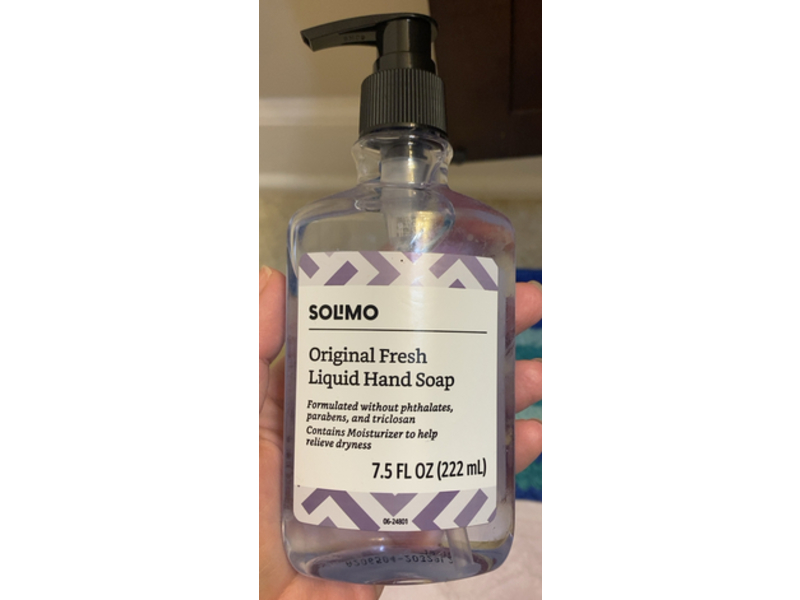 SOLIMO
Original Fresh
Liquid Hand Soap
Formulated without phthalates,
parabens, and triclosan
Contains Moisturizer to help
relieve dryness
7.5 FL OZ (222 mL)
06-24801